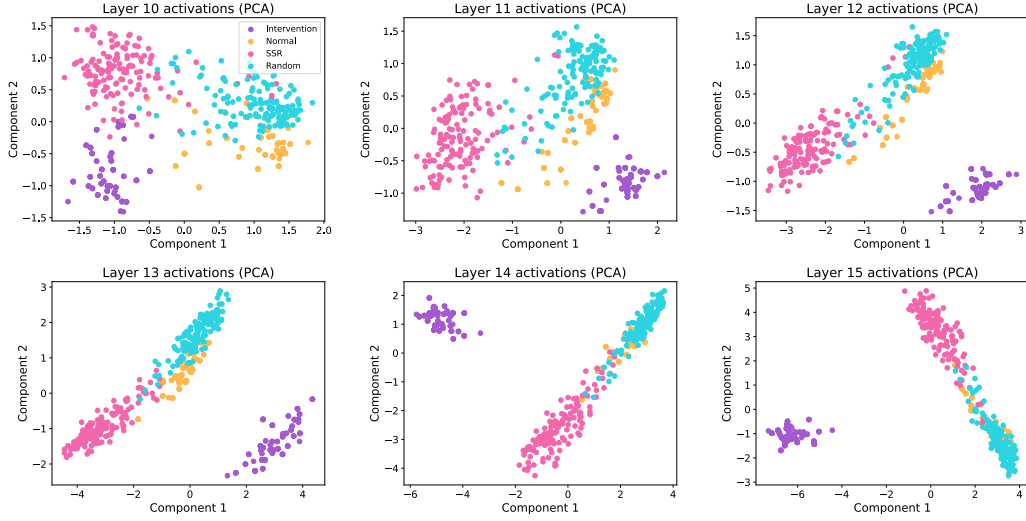 Layer 10 activations (PCA)
Component 2
1.5
1.0
0.5
0.0
−0.5
−1.0
−1.5
Intervention
Normal
SSR
Random
−1.5 −1.0 −0.5 0.0 0.5 1.0 1.5 2.0
Component 1
Layer 11 activations (PCA)
Component 2
1.5
1.0
0.5
0.0
−0.5
−1.0
−3 −2 −1 0 1 2
Component 1
Layer 12 activations (PCA)
Component 2
1.5
1.0
0.5
0.0
−0.5
−1.0
−1.5
−3 −2 −1 0 1 2 3
Component 1
Layer 13 activations (PCA)
Component 2
3
2
1
0
−1
−2
−4 −2 0 2 4
Component 1
Layer 14 activations (PCA)
Component 2
2
1
0
−1
−2
−3
−4
−6 −4 −2 0 2 4
Component 1
Layer 15 activations (PCA)
Component 2
5
4
3
2
1
0
−1
−2
−6 −4 −2 0 2 4
Component 1